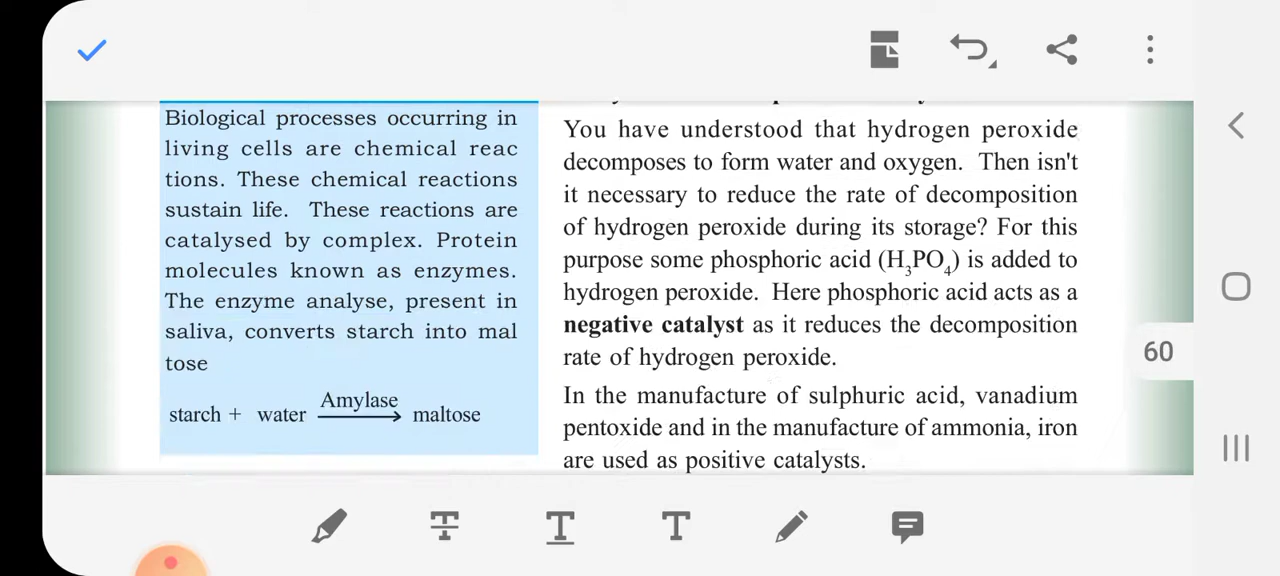 Biological processes occurring in
living cells are chemical reac
tions. These chemical reactions
sustain life. These reactions are
catalysed by complex. Protein
molecules known as enzymes.
The enzyme analyse, present in
saliva, converts starch into mal
tose
starch + water Amylase maltose
You have understood that hydrogen peroxide
decomposes to form water and oxygen. Then isn't
it necessary to reduce the rate of decomposition
of hydrogen peroxide during its storage? For this
purpose some phosphoric acid (H₃PO₄) is added to
hydrogen peroxide. Here phosphoric acid acts as a
negative catalyst as it reduces the decomposition
rate of hydrogen peroxide.
In the manufacture of sulphuric acid, vanadium
pentoxide and in the manufacture of ammonia, iron
are used as positive catalysts.
60